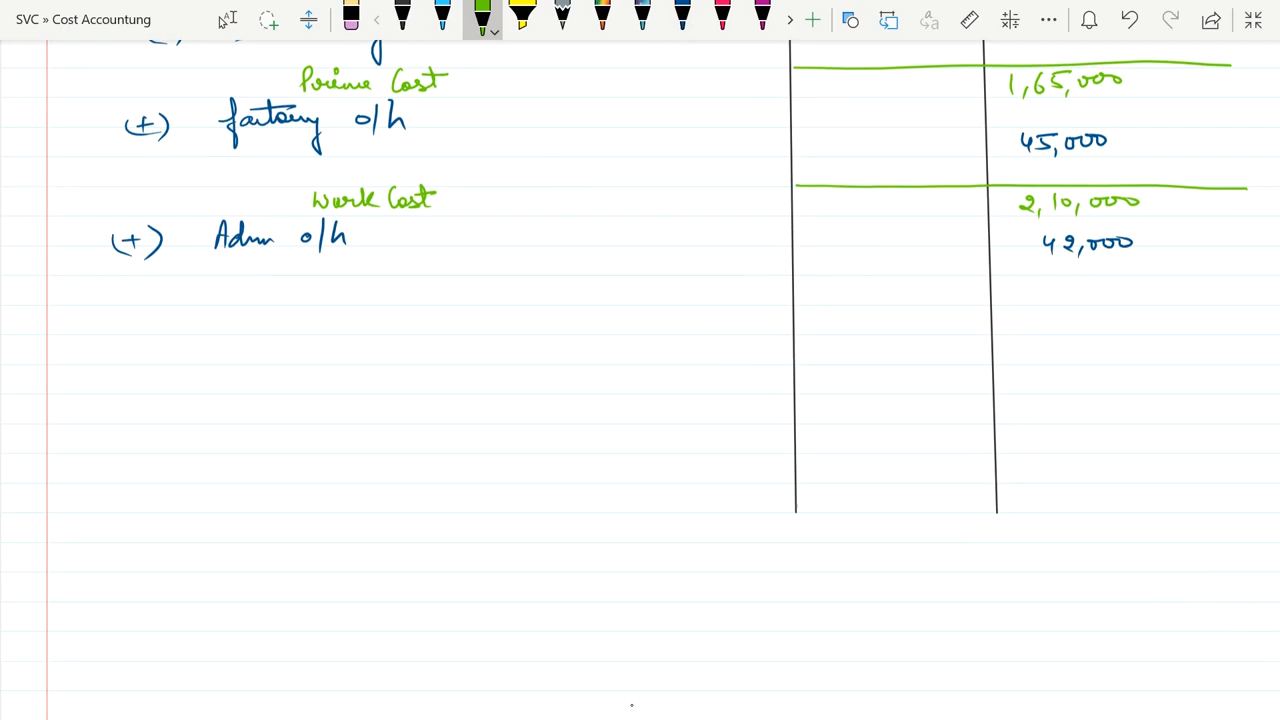 SVC » Cost Accountung
Prime Cost 1,65,000
(+) factory o/h 45,000
Work Cost 2,10,000
(+) Adm o/h 42,000